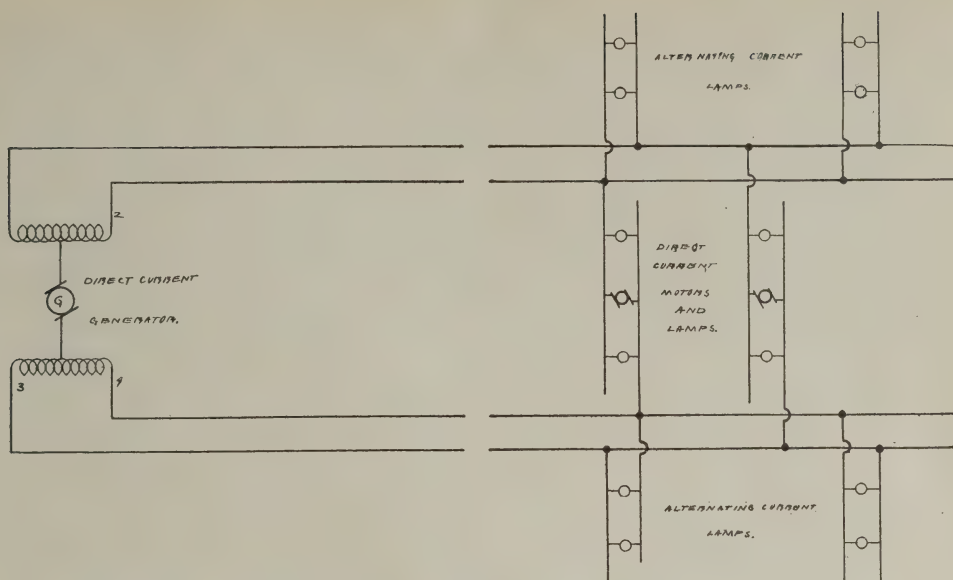 ALTERNATING CURRENT
LAMPS.
2
DIRECT CURRENT
G
GENERATOR.
DIRECT
CURRENT
MOTORS
AND
LAMPS.
3
4
ALTERNATING CURRENT
LAMPS.